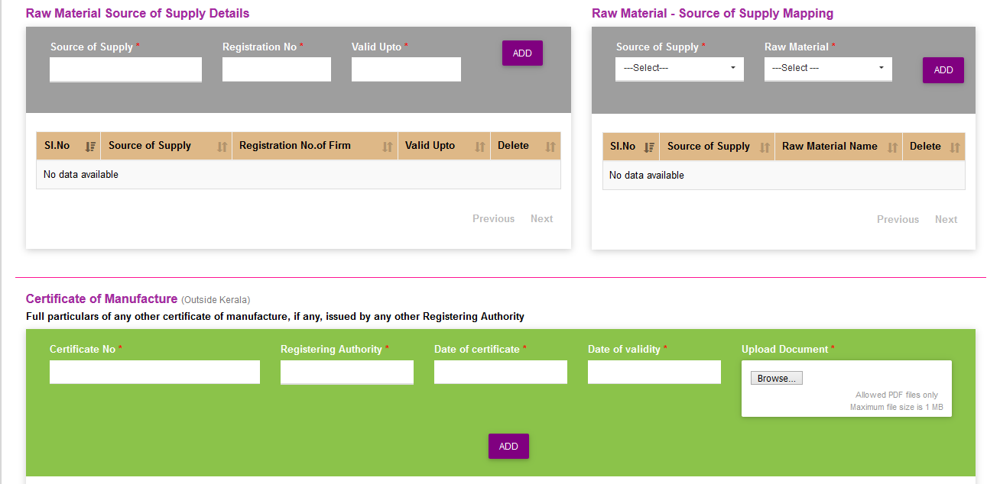 Raw Material Source of Supply Details
Source of Supply * Registration No * Valid Upto * ADD
Sl.No Source of Supply Registration No.of Firm Valid Upto Delete
No data available
Previous Next
Raw Material - Source of Supply Mapping
Source of Supply * Raw Material *
---Select--- ---Select --- ADD
Sl.No Source of Supply Raw Material Name Delete
No data available
Previous Next
Certificate of Manufacture (Outside Kerala)
Full particulars of any other certificate of manufacture, if any, issued by any other Registering Authority
Certificate No * Registering Authority * Date of certificate * Date of validity * Upload Document *
Browse...
Allowed PDF files only
Maximum file size is 1 MB
ADD